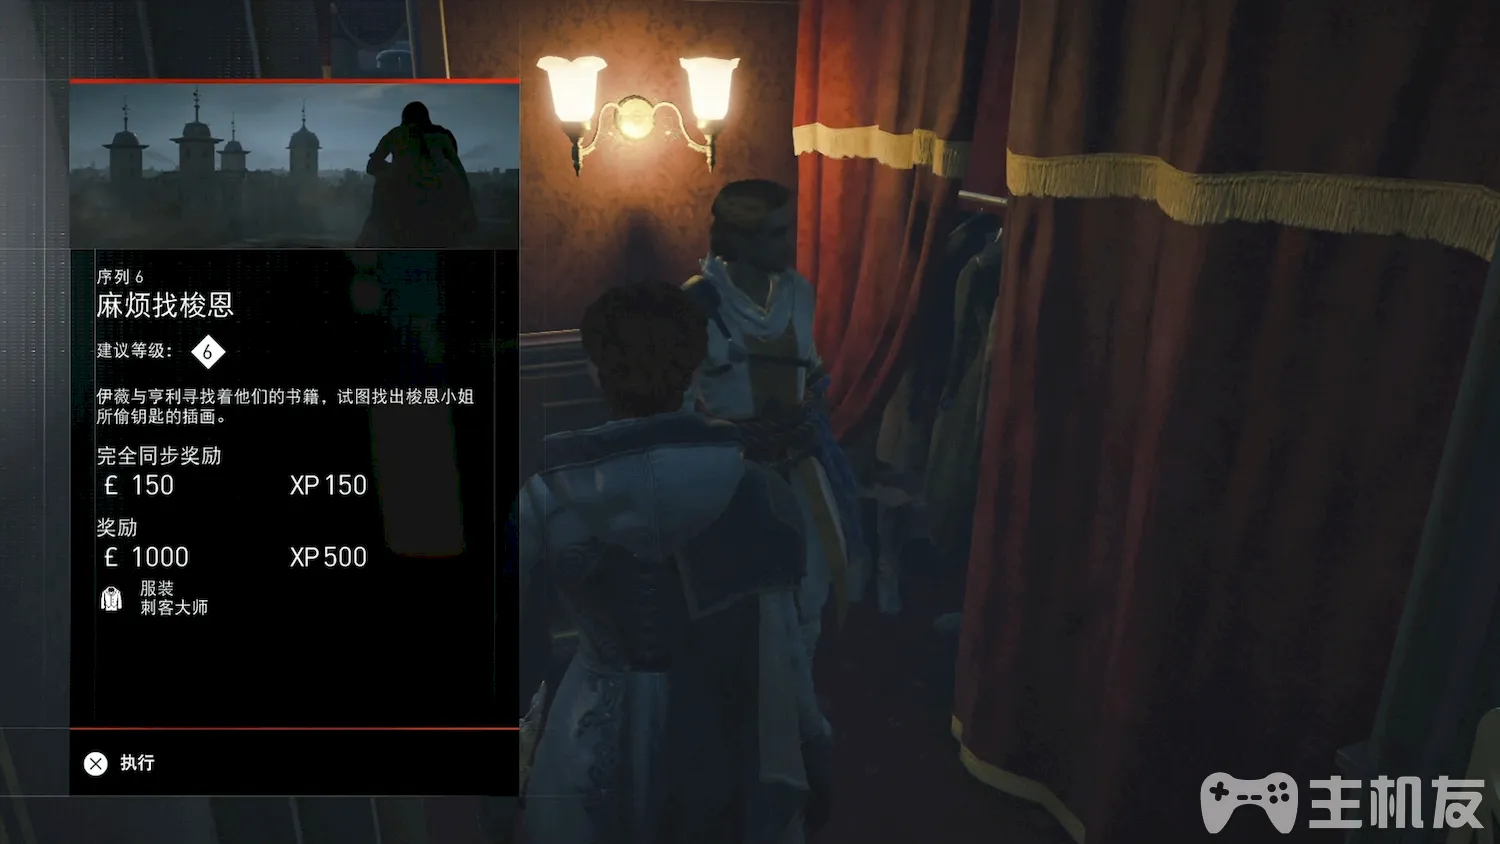 序列 6
麻烦找梭恩
建议等级： 6
伊薇与亨利寻找着他们的书籍，试图找出梭恩小姐
所偷钥匙的插画。
完全同步奖励
£ 150 XP 150
奖励
£ 1000 XP 500
服装
刺客大师
执行
主机友